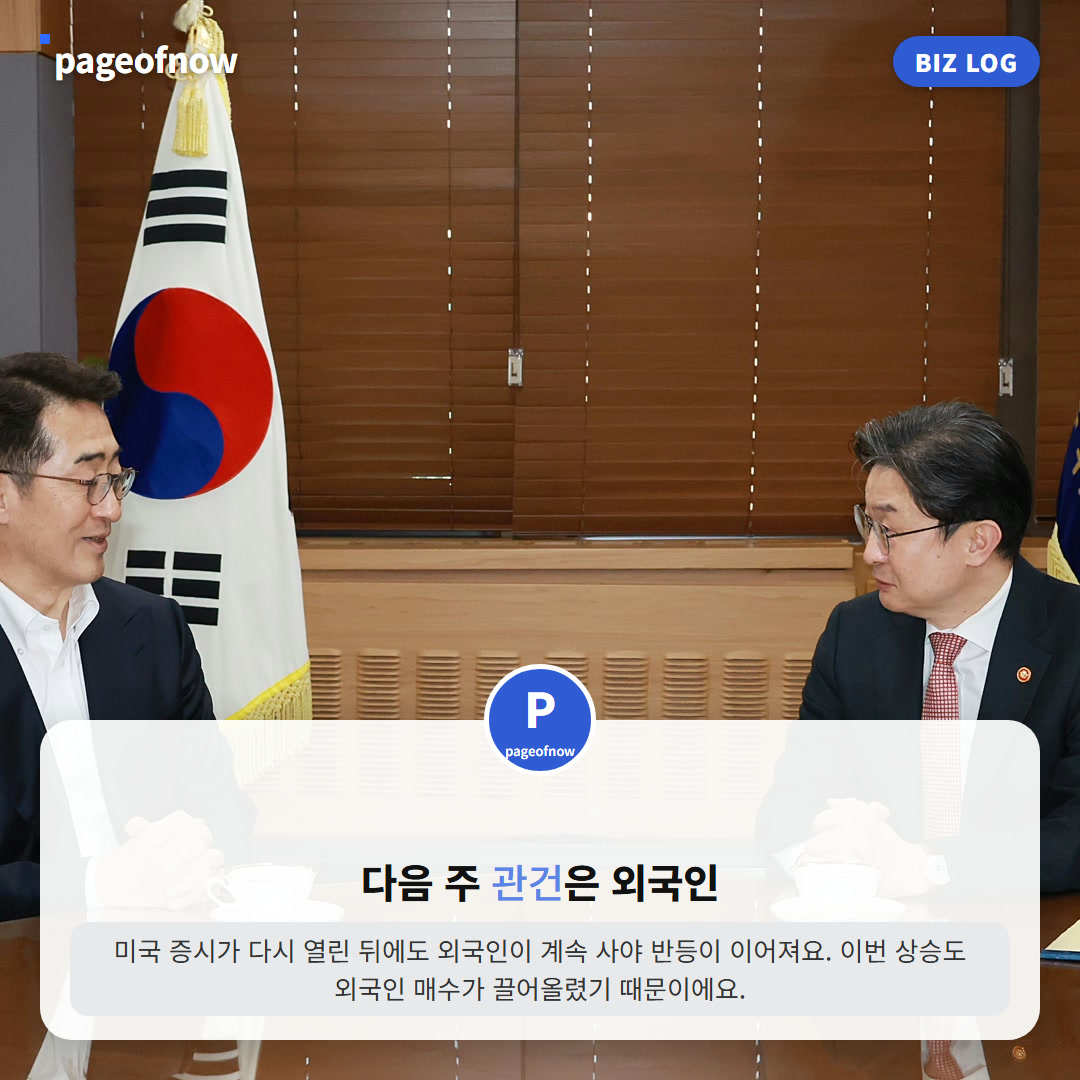 pageofnow
BIZ LOG
P
pageofnow
다음 주 관건은 외국인
미국 증시가 다시 열린 뒤에도 외국인이 계속 사야 반등이 이어져요. 이번 상승도
외국인 매수가 끌어올렸기 때문이에요.